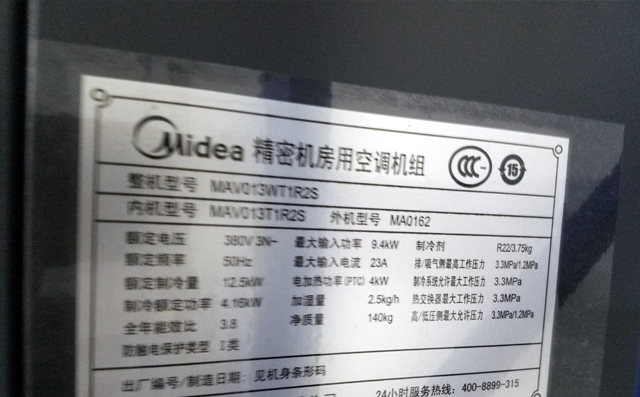 Midea 精密机房用空调机组 CCC 15
整机型号 MAV013WT1R2S
内机型号 MAV013T1R2S 外机型号 MA0162
额定电压 380V 3N~ 最大输入功率 9.4kW 制冷剂 R22/3.75kg
额定频率 50Hz 最大输入电流 23A 排/吸气侧最高工作压力 3.3MPa/1.2MPa
额定制冷量 12.5kW 电加热功率(PTC) 4kW 制冷系统允许最大工作压力 3.3MPa
制冷额定功率 4.16kW 加湿量 2.5kg/h 热交换器最大工作压力 3.3MPa
全年能效比 3.8 净质量 140kg 高/低压侧最大允许压力 3.3MPa/1.2MPa
防触电保护类型 I类
出厂编号/制造日期：见机身条形码
24小时服务热线：400-8899-315